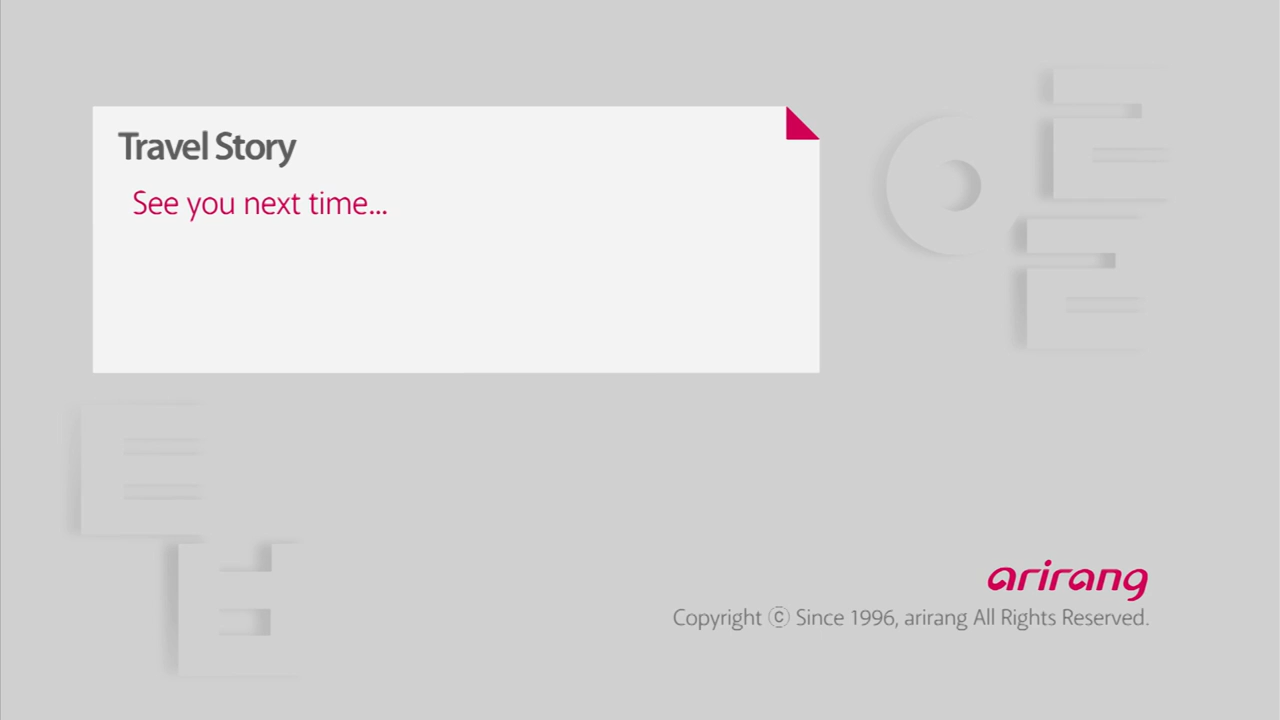 Travel Story
See you next time...
arirang
Copyright ⓒ Since 1996, arirang All Rights Reserved.